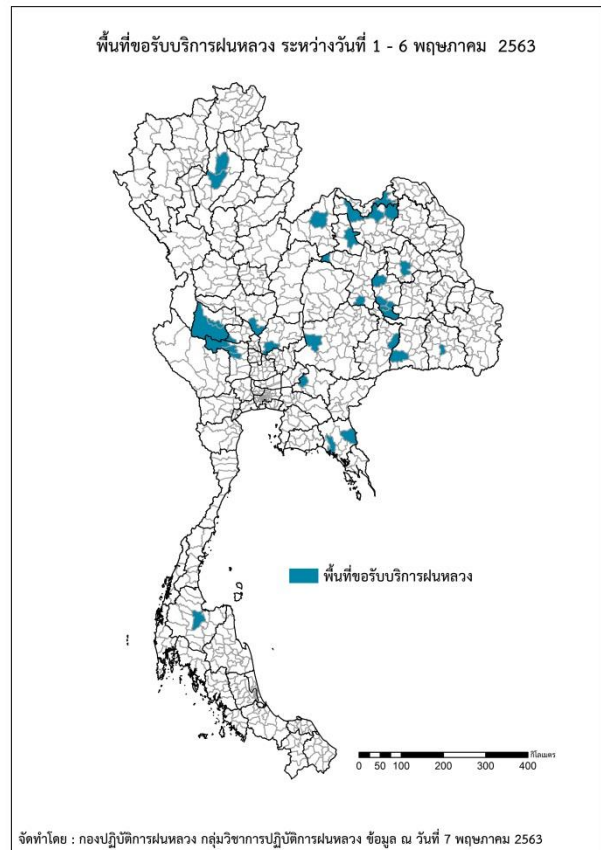 พื้นที่ขอรับบริการฝนหลวง ระหว่างวันที่ 1 - 6 พฤษภาคม 2563
พื้นที่ขอรับบริการฝนหลวง
กิโลเมตร
0 50 100 200 300 400
จัดทำโดย : กองปฏิบัติการฝนหลวง กลุ่มวิชาการปฏิบัติการฝนหลวง ข้อมูล ณ วันที่ 7 พฤษภาคม 2563